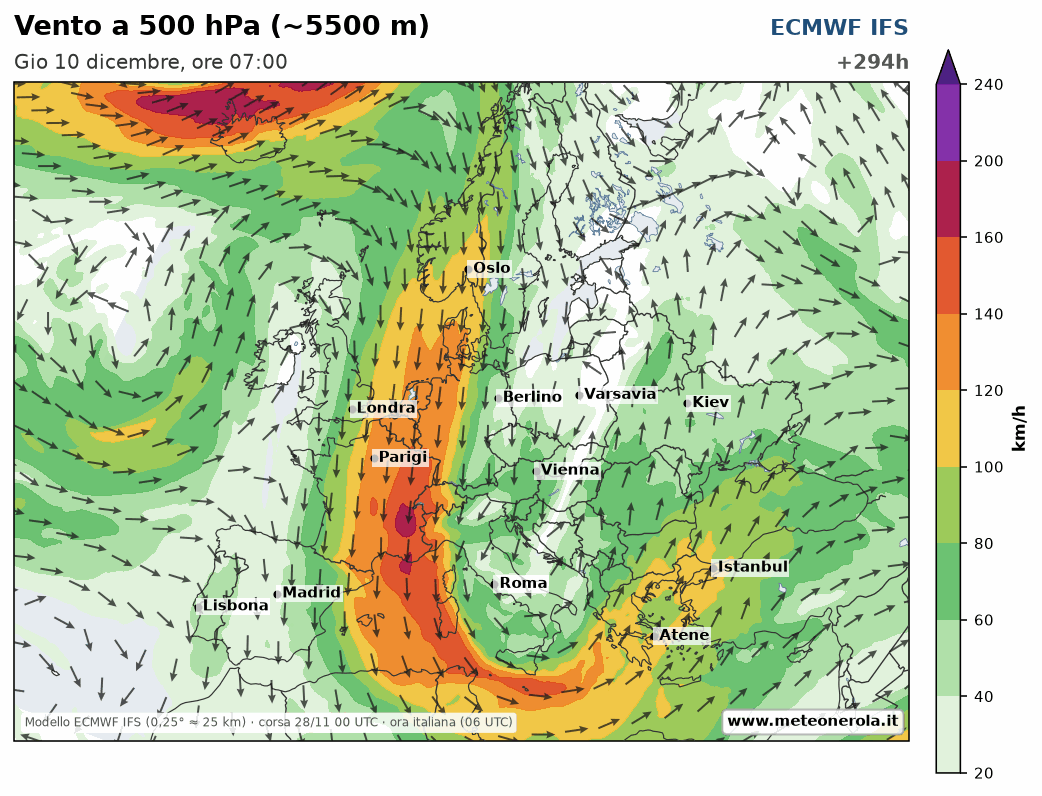 Vento a 500 hPa (~5500 m)
ECMWF IFS
Gio 10 dicembre, ore 07:00
+294h
240
200
160
140
120
100
80
60
40
20
km/h
Oslo
Berlino
Varsavia
Kiev
Londra
Parigi
Vienna
Istanbul
Roma
Madrid
Lisbona
Atene
Modello ECMWF IFS (0,25° ≈ 25 km) · corsa 28/11 00 UTC · ora italiana (06 UTC)
www.meteonerola.it